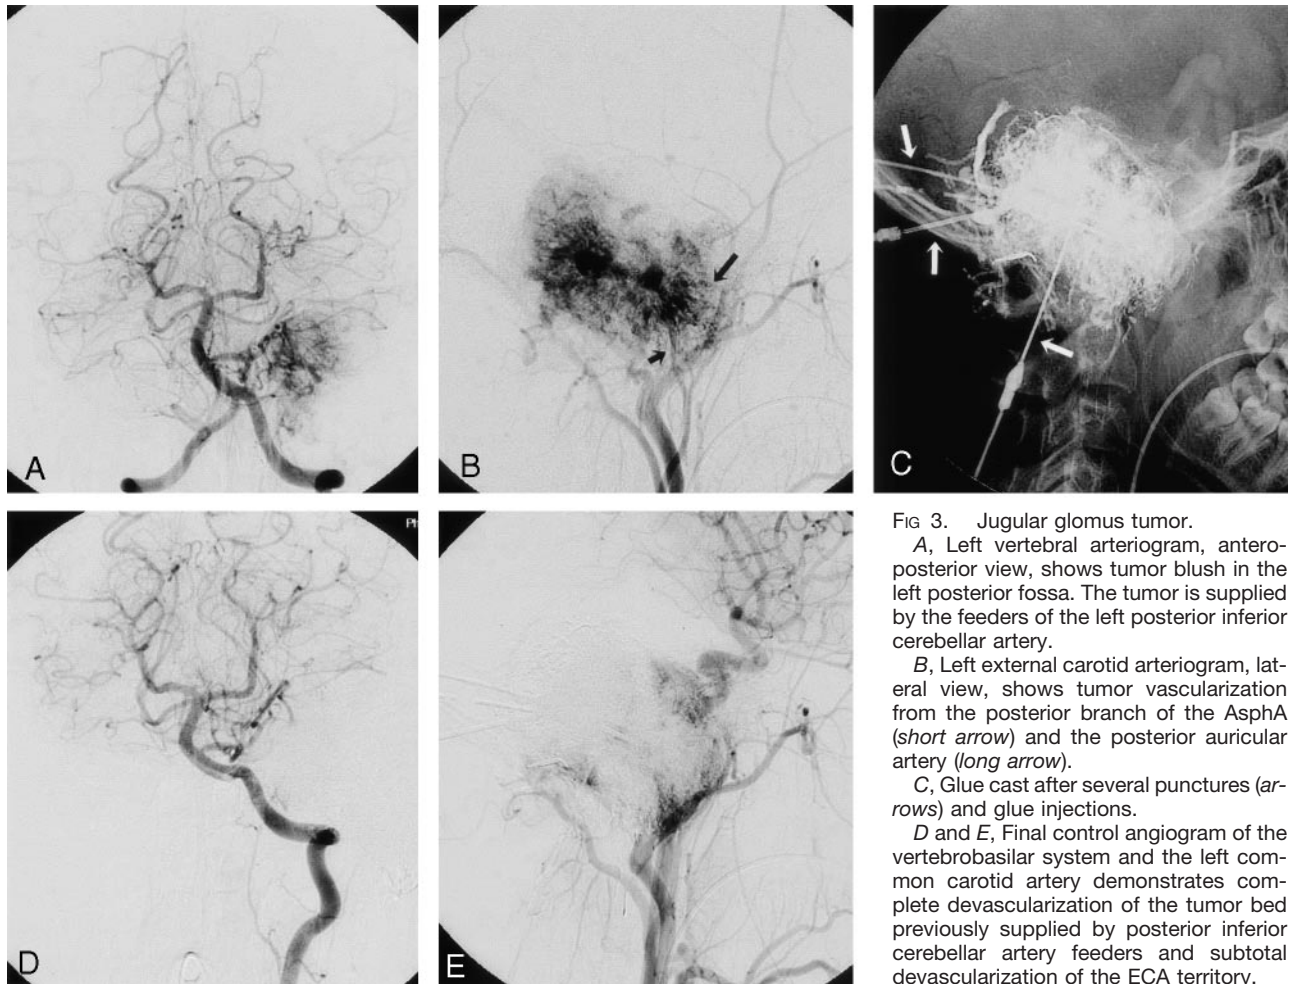 A
B
C
Ph
D
E
FIG 3. Jugular glomus tumor.
A, Left vertebral arteriogram, antero-
posterior view, shows tumor blush in the
left posterior fossa. The tumor is supplied
by the feeders of the left posterior inferior
cerebellar artery.
B, Left external carotid arteriogram, lat-
eral view, shows tumor vascularization
from the posterior branch of the AsphA
(short arrow) and the posterior auricular
artery (long arrow).
C, Glue cast after several punctures (ar-
rows) and glue injections.
D and E, Final control angiogram of the
vertebrobasilar system and the left com-
mon carotid artery demonstrates com-
plete devascularization of the tumor bed
previously supplied by posterior inferior
cerebellar artery feeders and subtotal
devascularization of the ECA territory.